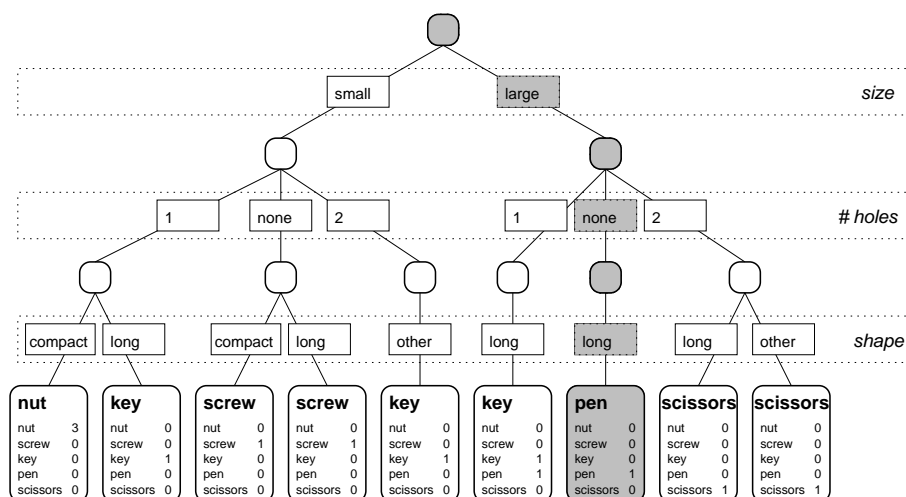 small large size
1 none 2 1 none 2 # holes
compact long compact long other long long long other shape
nut key screw screw key key pen scissors scissors
nut 3 nut 0 nut 0 nut 0 nut 0 nut 0 nut 0 nut 0 nut 0
screw 0 screw 0 screw 1 screw 1 screw 0 screw 0 screw 0 screw 0 screw 0
key 0 key 1 key 0 key 0 key 1 key 1 key 0 key 0 key 0
pen 0 pen 0 pen 0 pen 0 pen 0 pen 1 pen 1 pen 0 pen 0
scissors 0 scissors 0 scissors 0 scissors 0 scissors 0 scissors 0 scissors 0 scissors 1 scissors 1